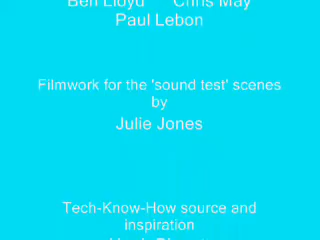 Ben Lloyd Chris May
Paul Lebon
Filmwork for the 'sound test' scenes
by
Julie Jones
Tech-Know-How source and
inspiration